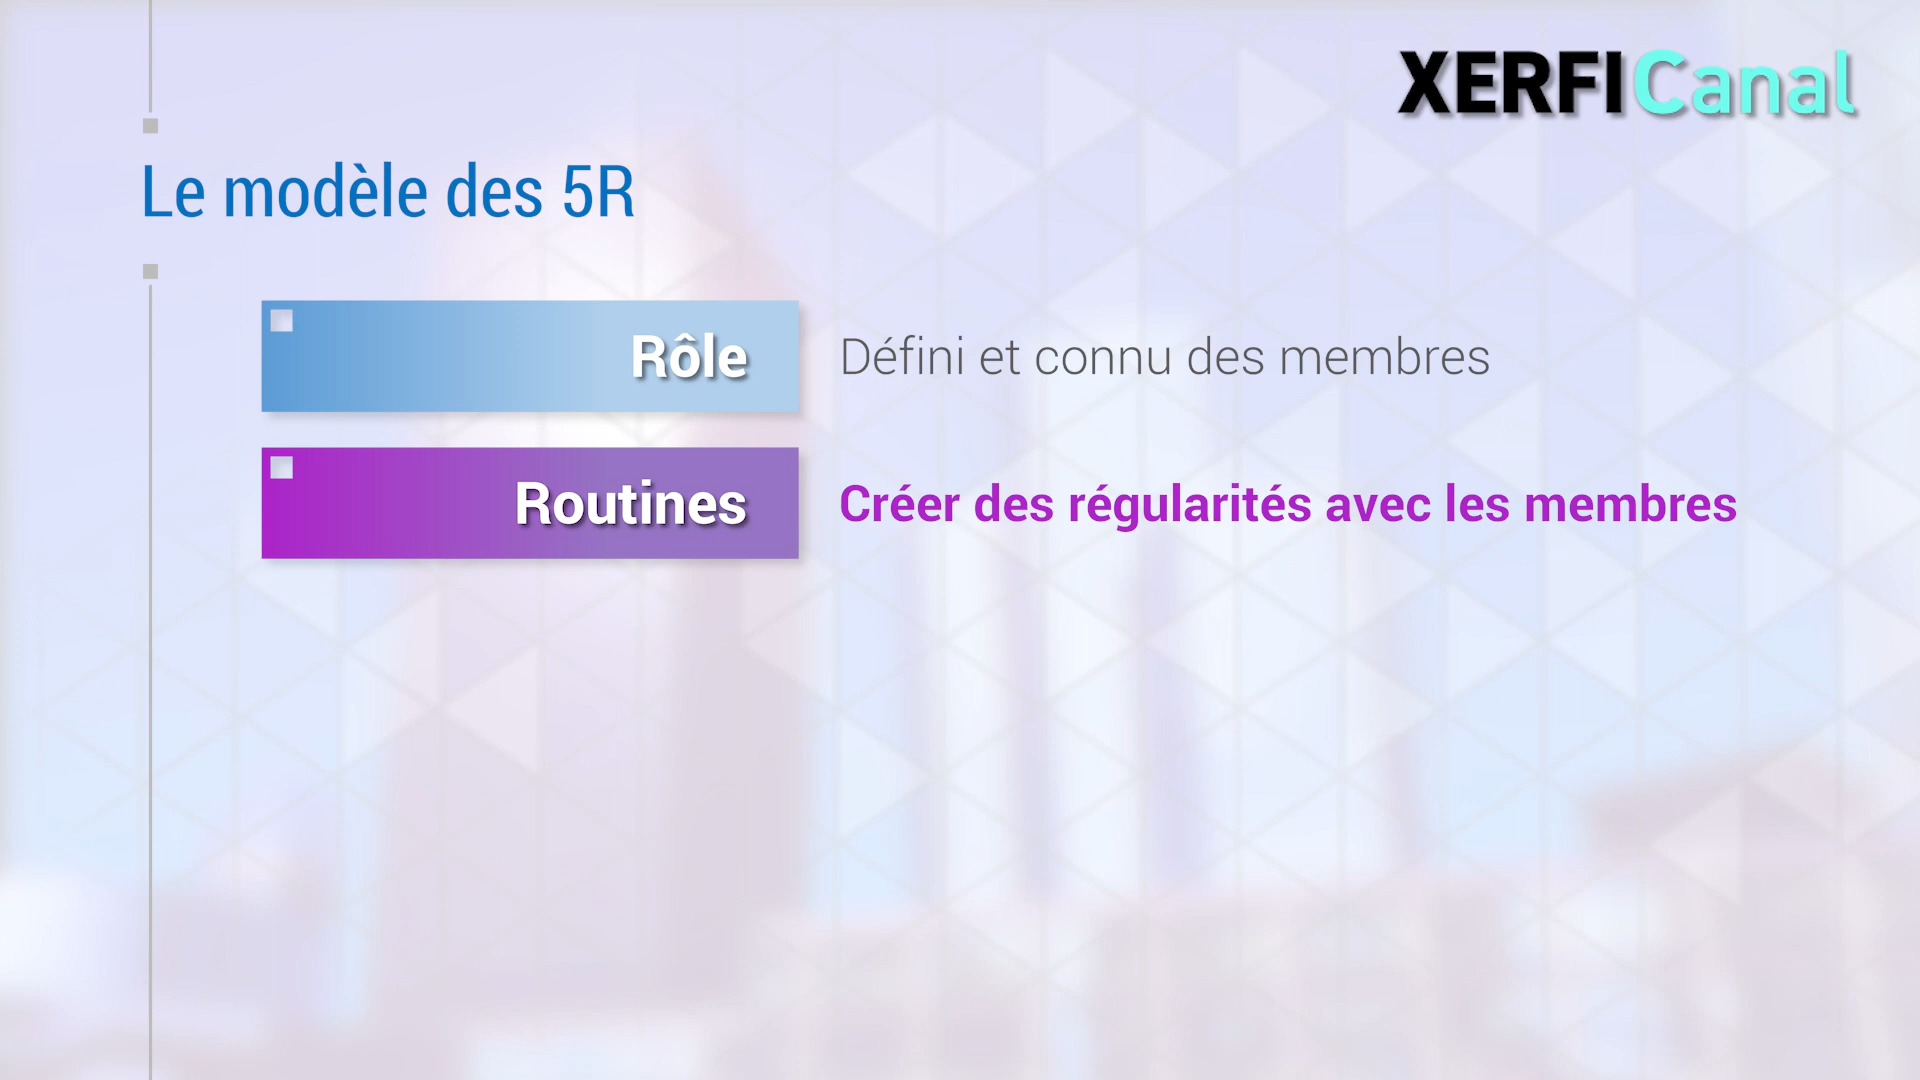 XERFI Canal
Le modèle des 5R
Rôle
Défini et connu des membres
Routines
Créer des régularités avec les membres